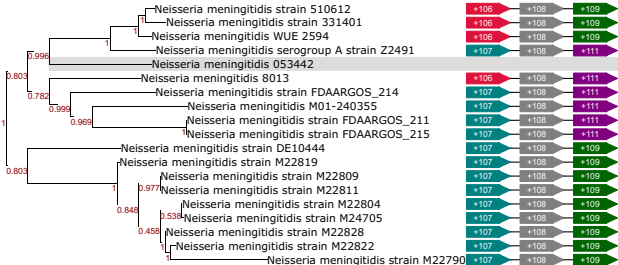 Neisseria meningitidis strain 510612 +106 +108 +109
1
Neisseria meningitidis strain 331401 +106 +108 +109
1
Neisseria meningitidis WUE 2594 +106 +108 +109
0.996 Neisseria meningitidis serogroup A strain Z2491 +107 +108 +111
Neisseria meningitidis 053442
0.803 Neisseria meningitidis 8013 +106 +108 +111
0.782 Neisseria meningitidis strain FDAARGOS_214 +107 +108 +111
0.999 Neisseria meningitidis M01-240355 +107 +108 +111
0.969 Neisseria meningitidis strain FDAARGOS_211 +107 +108 +111
1 1 Neisseria meningitidis strain FDAARGOS_215 +107 +108 +111
Neisseria meningitidis strain DE10444 +107 +108 +109
Neisseria meningitidis strain M22819 +107 +108 +109
0.803 Neisseria meningitidis strain M22809 +107 +108 +109
1 0.977 Neisseria meningitidis strain M22811 +107 +108 +109
0.848 Neisseria meningitidis strain M22804 +107 +108 +109
0.538 Neisseria meningitidis strain M24705 +107 +108 +109
0.458 Neisseria meningitidis strain M22828 +107 +108 +109
1 Neisseria meningitidis strain M22822 +107 +108 +109
1 Neisseria meningitidis strain M22790 +107 +108 +109